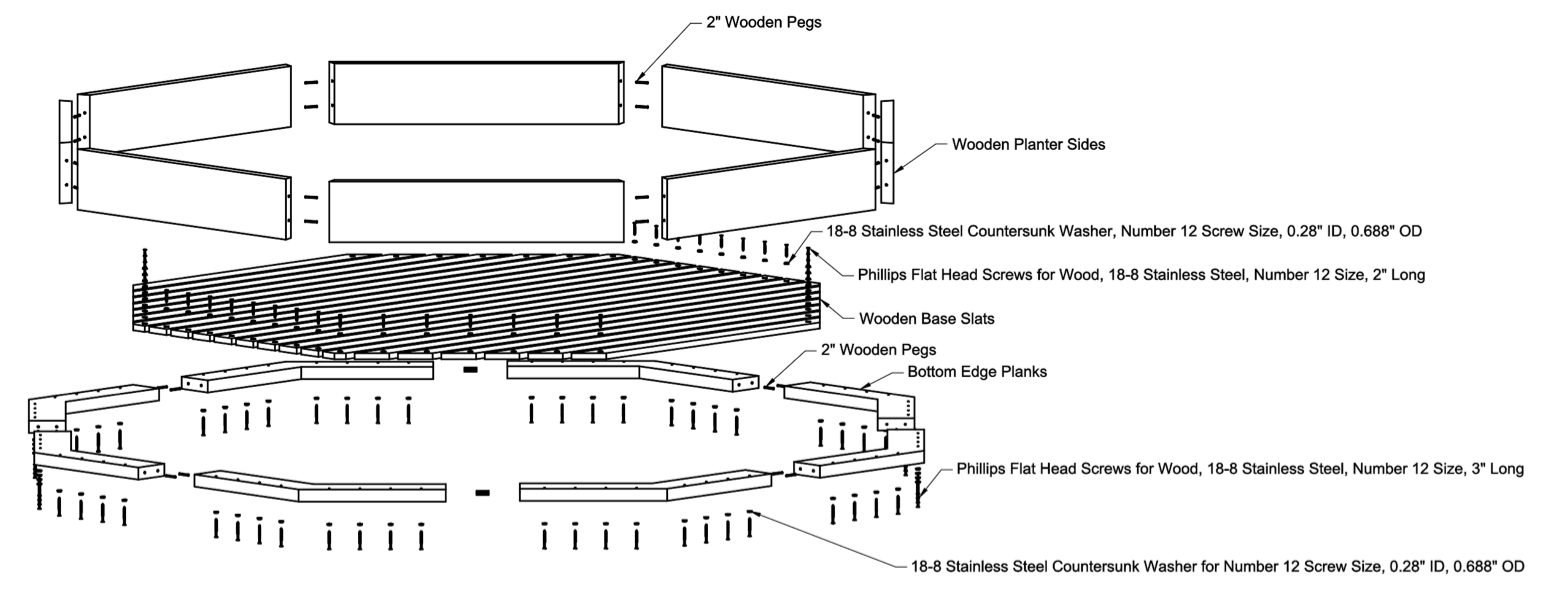 2" Wooden Pegs
Wooden Planter Sides
18-8 Stainless Steel Countersunk Washer, Number 12 Screw Size, 0.28" ID, 0.688" OD
Phillips Flat Head Screws for Wood, 18-8 Stainless Steel, Number 12 Size, 2" Long
Wooden Base Slats
2" Wooden Pegs
Bottom Edge Planks
Phillips Flat Head Screws for Wood, 18-8 Stainless Steel, Number 12 Size, 3" Long
18-8 Stainless Steel Countersunk Washer for Number 12 Screw Size, 0.28" ID, 0.688" OD